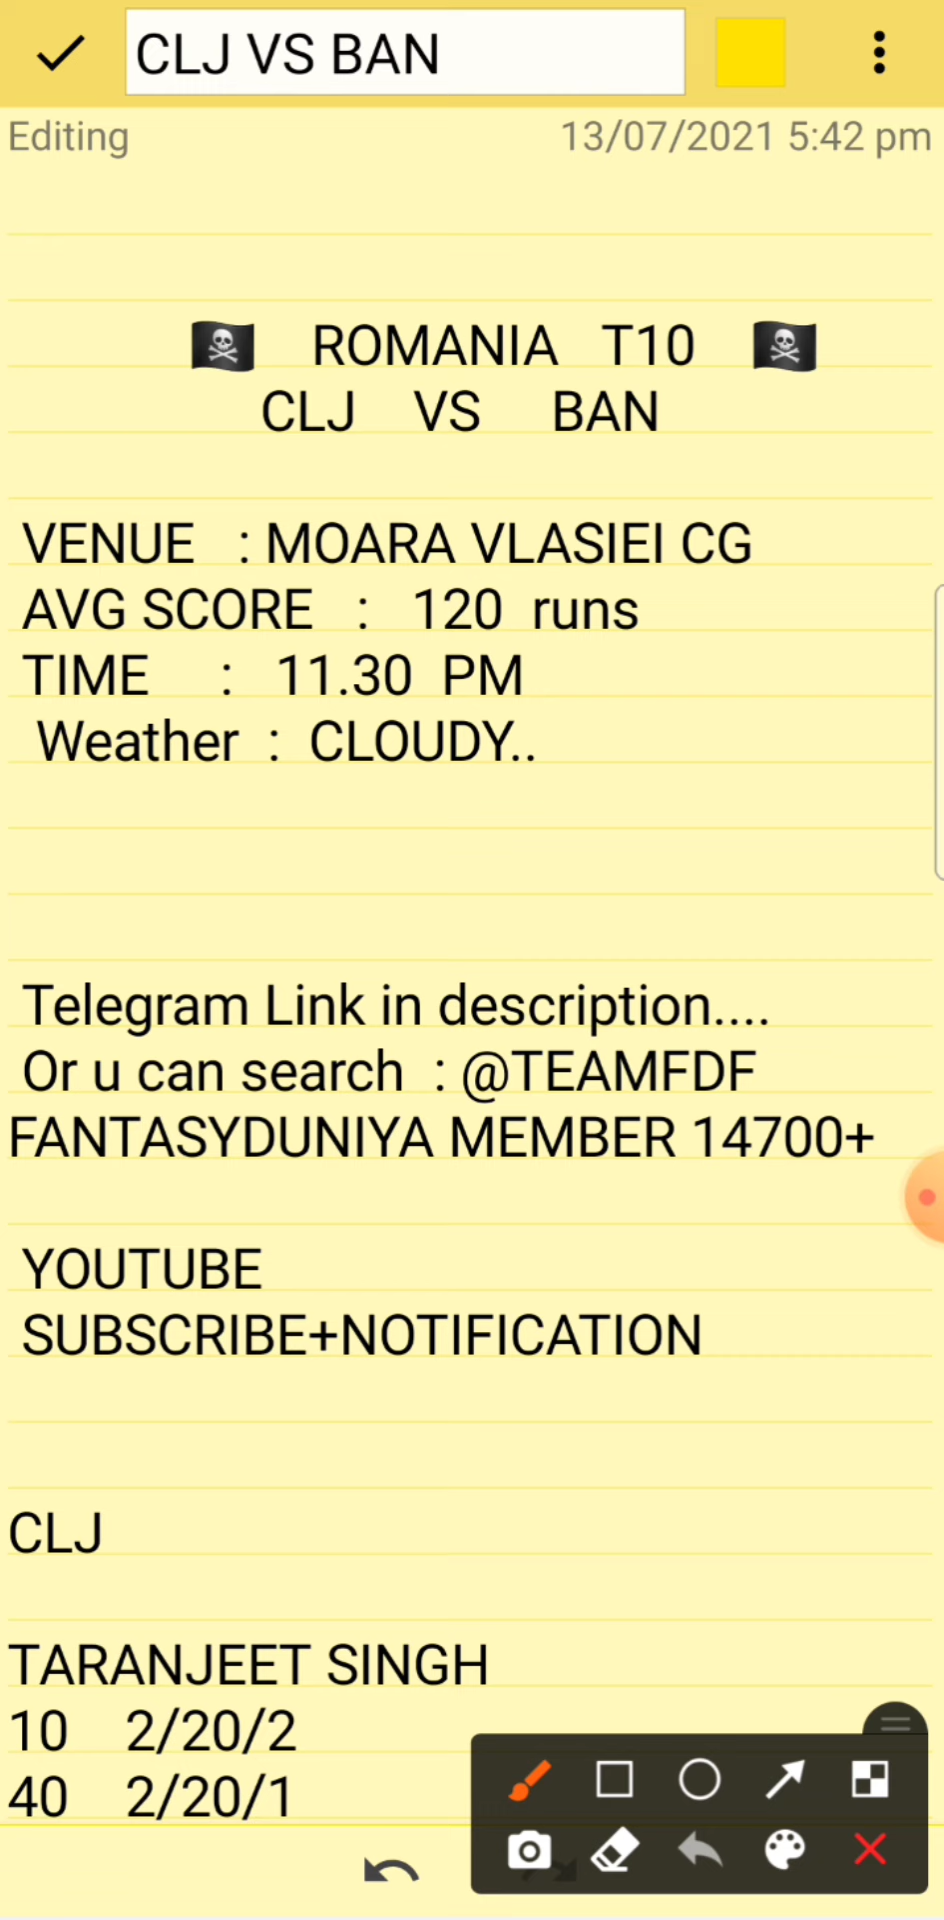 CLJ VS BAN
Editing 13/07/2021 5:42 pm
ROMANIA T10
CLJ VS BAN
VENUE : MOARA VLASIEI CG
AVG SCORE : 120 runs
TIME : 11.30 PM
Weather : CLOUDY..
Telegram Link in description....
Or u can search : @TEAMFDF
FANTASYDUNIYA MEMBER 14700+
YOUTUBE
SUBSCRIBE+NOTIFICATION
CLJ
TARANJEET SINGH
10 2/20/2
40 2/20/1